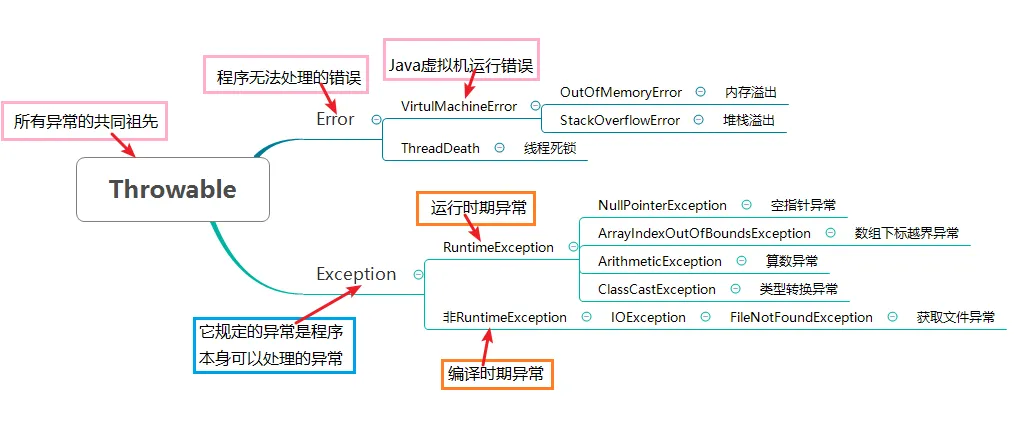 Java虚拟机运行错误
程序无法处理的错误
OutOfMemoryError 内存溢出
VirtulMachineError
所有异常的共同祖先
Error
StackOverflowError 堆栈溢出
ThreadDeath 线程死锁
Throwable
运行时期异常
NullPointerException 空指针异常
ArrayIndexOutOfBoundsException 数组下标越界异常
RuntimeException
ArithmeticException 算数异常
Exception
ClassCastException 类型转换异常
非RuntimeException IOException FileNotFoundException 获取文件异常
它规定的异常是程序
本身可以处理的异常
编译时期异常